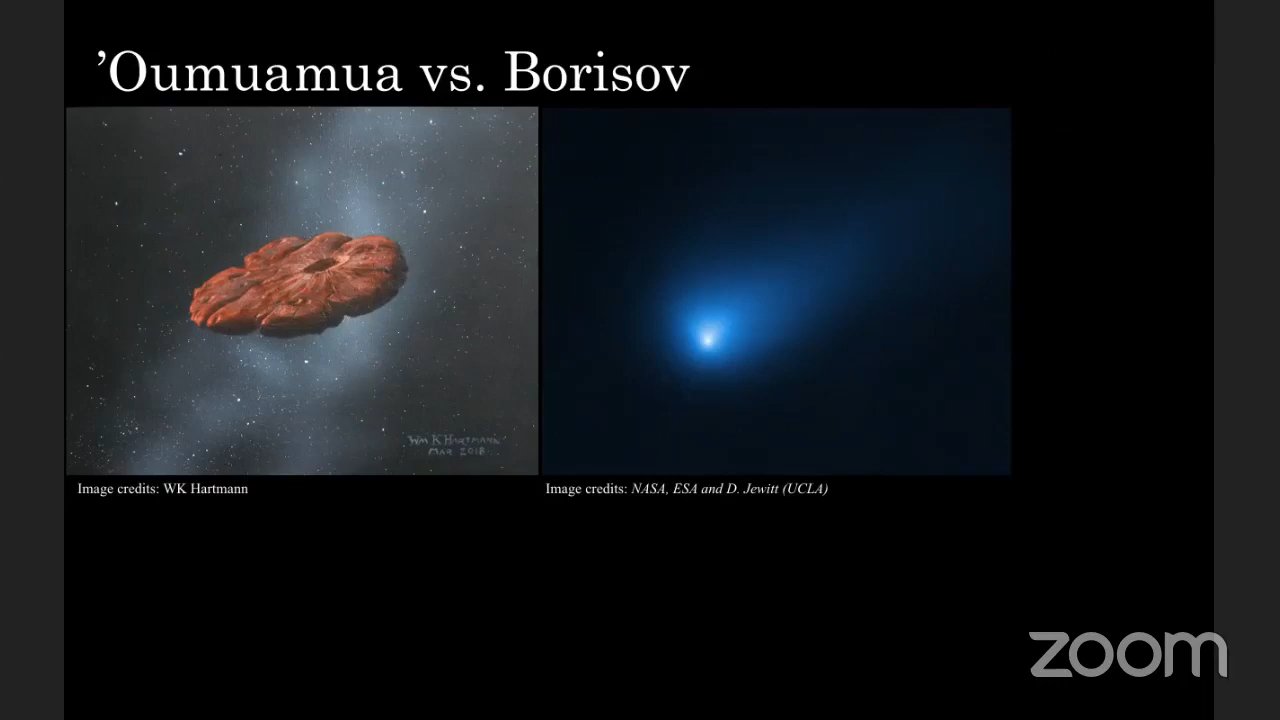 ’Oumuamua vs. Borisov
Wm K Hartmann
Mar 2018
Image credits: WK Hartmann
Image credits: NASA, ESA and D. Jewitt (UCLA)
zoom